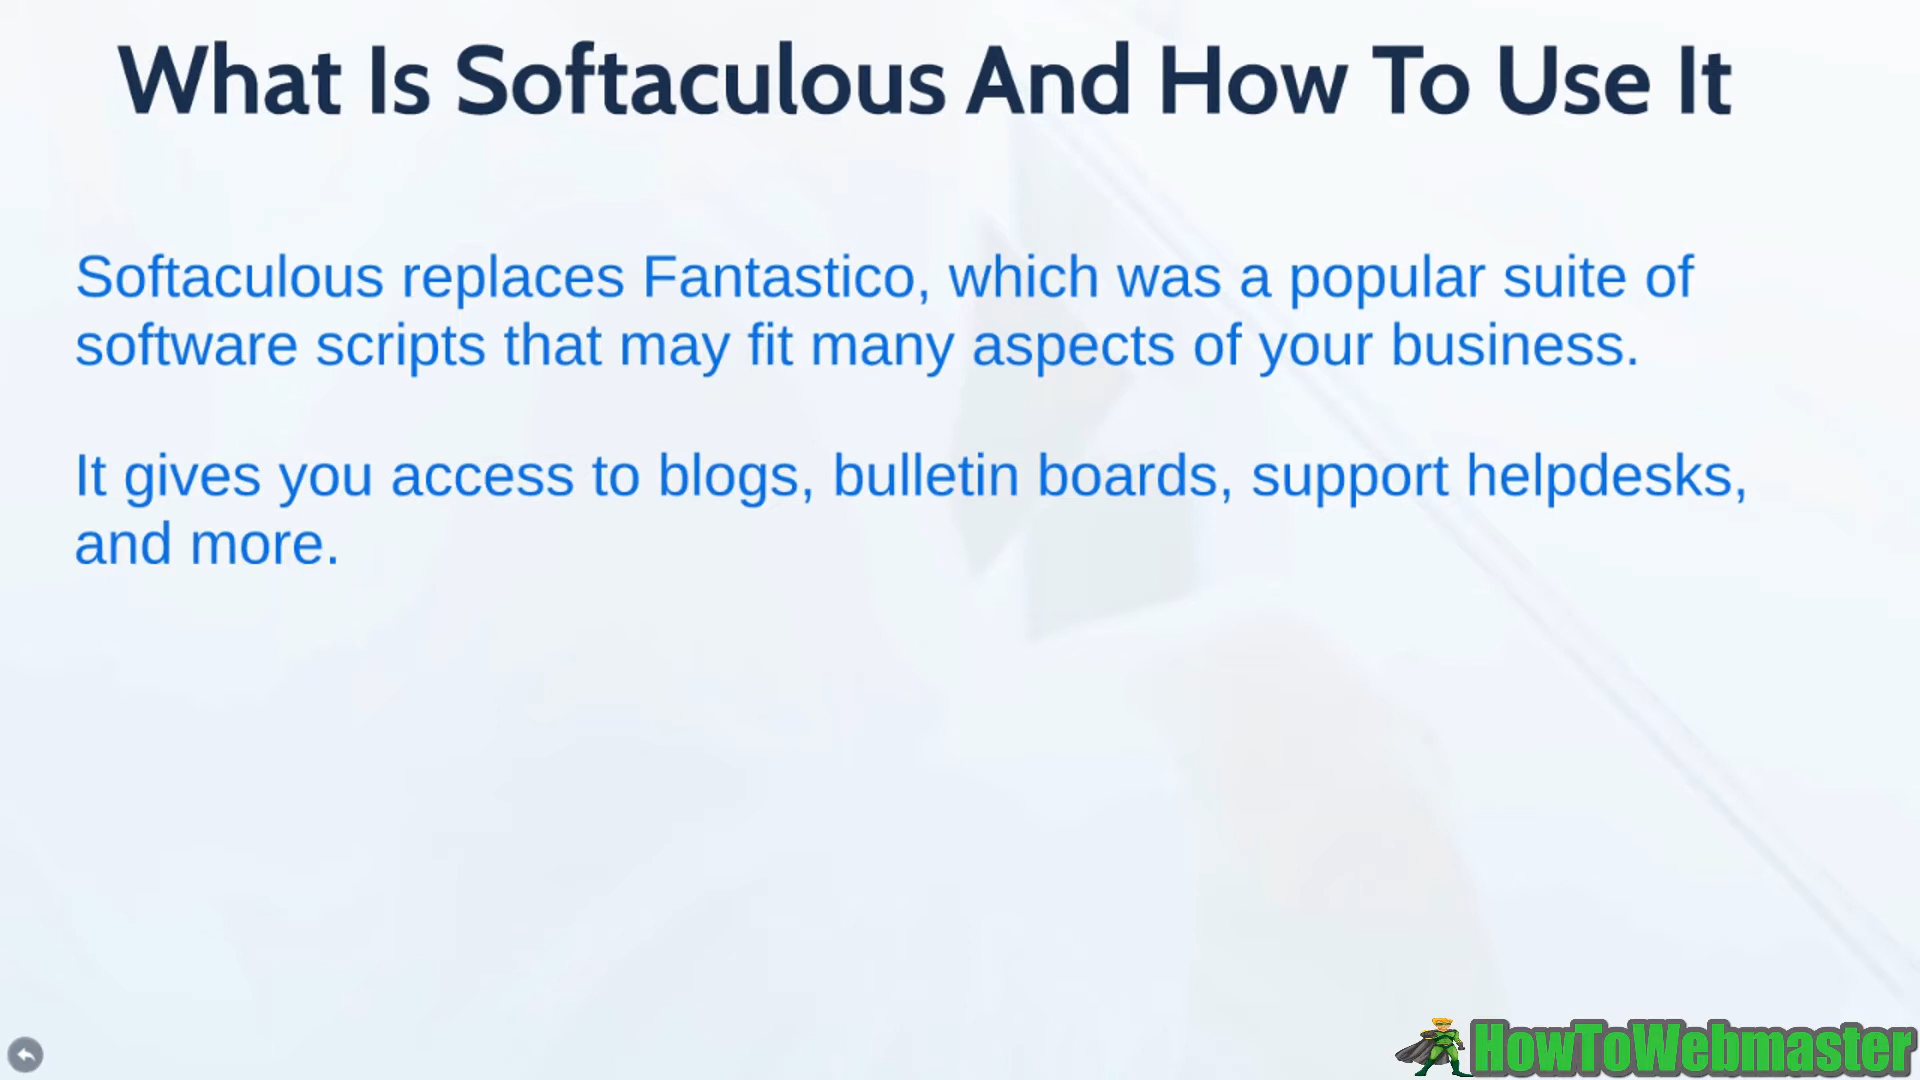 What Is Softaculous And How To Use It
Softaculous replaces Fantastico, which was a popular suite of
software scripts that may fit many aspects of your business.
It gives you access to blogs, bulletin boards, support helpdesks,
and more.
HowToWebmaster